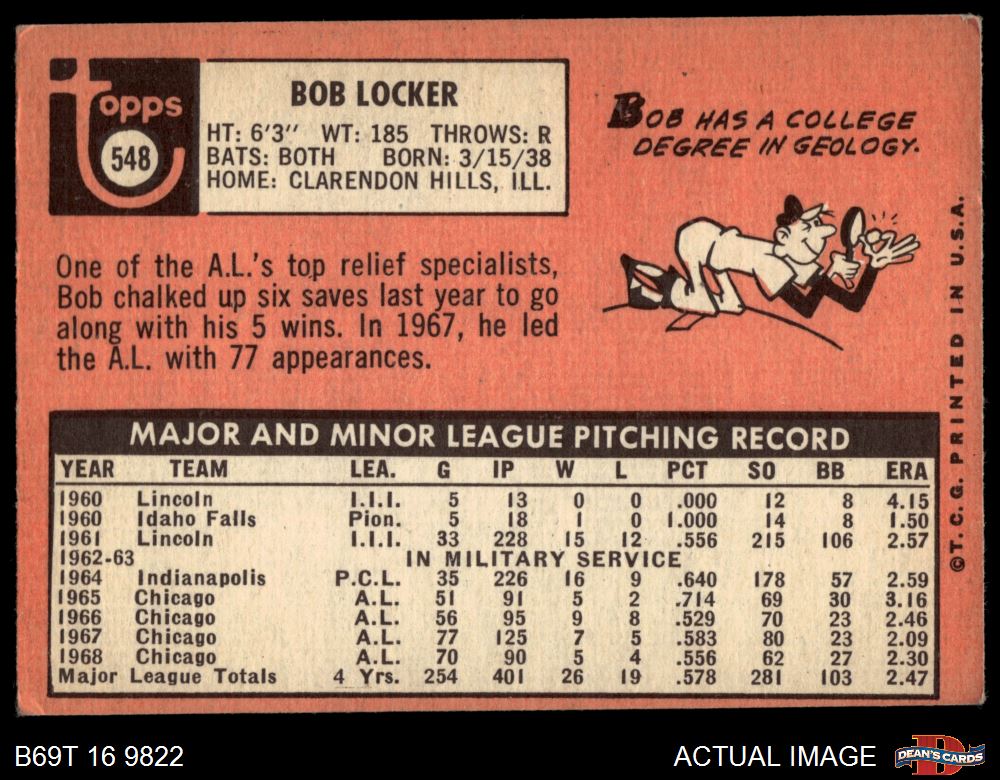 Topps
548
BOB LOCKER
HT: 6'3" WT: 185 THROWS: R
BATS: BOTH BORN: 3/15/38
HOME: CLARENDON HILLS, ILL.
BOB HAS A COLLEGE
DEGREE IN GEOLOGY.
One of the A.L.'s top relief specialists,
Bob chalked up six saves last year to go
along with his 5 wins. In 1967, he led
the A.L. with 77 appearances.
©T.C.G. PRINTED IN U.S.A.
MAJOR AND MINOR LEAGUE PITCHING RECORD
YEAR TEAM LEA. G IP W L PCT SO BB ERA
1960 Lincoln I.I.I. 5 13 0 0 .000 12 8 4.15
1960 Idaho Falls Pion. 5 18 1 0 1.000 14 8 1.50
1961 Lincoln I.I.I. 33 228 15 12 .556 215 106 2.57
1962-63 IN MILITARY SERVICE
1964 Indianapolis P.C.L. 35 226 16 9 .640 178 57 2.59
1965 Chicago A.L. 51 91 5 2 .714 69 30 3.16
1966 Chicago A.L. 56 95 9 8 .529 70 23 2.46
1967 Chicago A.L. 77 125 7 5 .583 80 23 2.09
1968 Chicago A.L. 70 90 5 4 .556 62 27 2.30
Major League Totals 4 Yrs. 254 401 26 19 .578 281 103 2.47
B69T 16 9822
ACTUAL IMAGE
DEAN'S CARDS